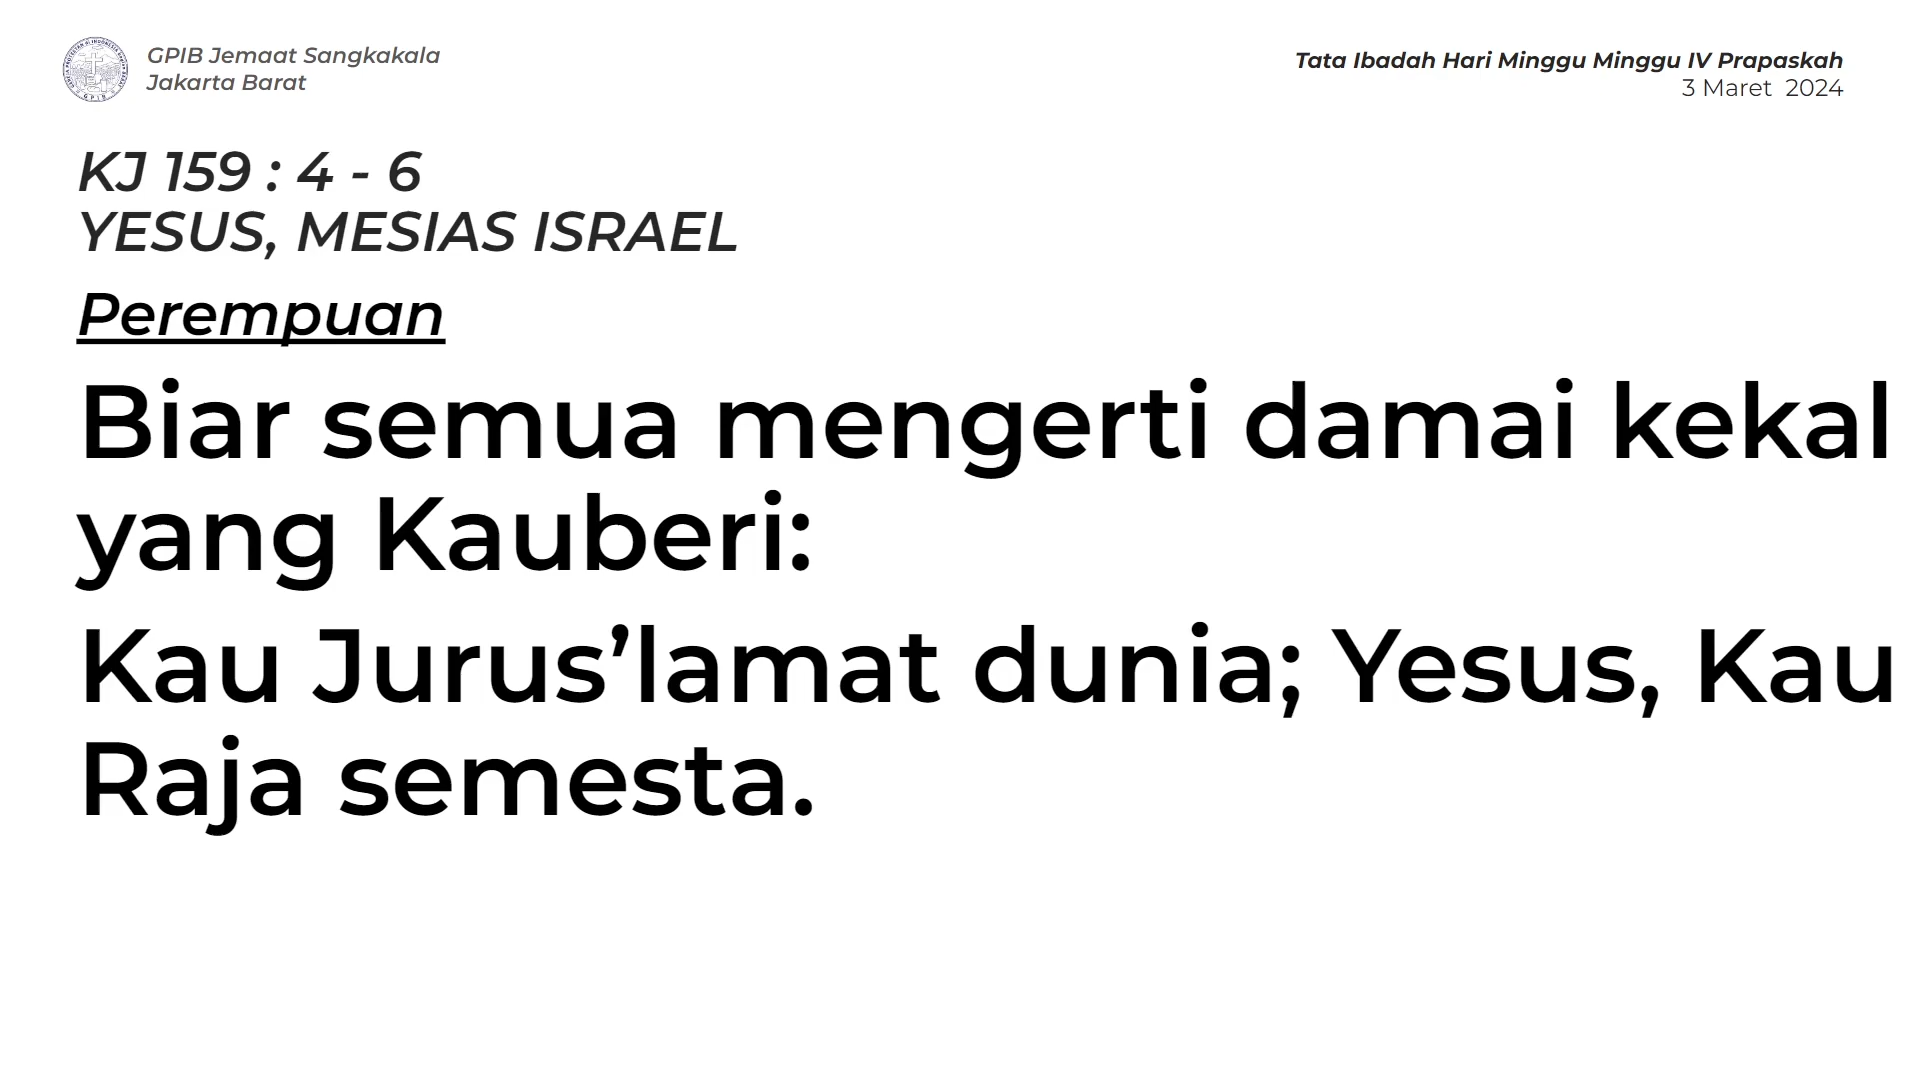 GPIB Jemaat Sangkakala
Jakarta Barat
Tata Ibadah Hari Minggu Minggu IV Prapaskah
3 Maret  2024
KJ 159 : 4 - 6
YESUS, MESIAS ISRAEL
Perempuan
Biar semua mengerti damai kekal
yang Kauberi:
Kau Jurus’lamat dunia; Yesus, Kau
Raja semesta.